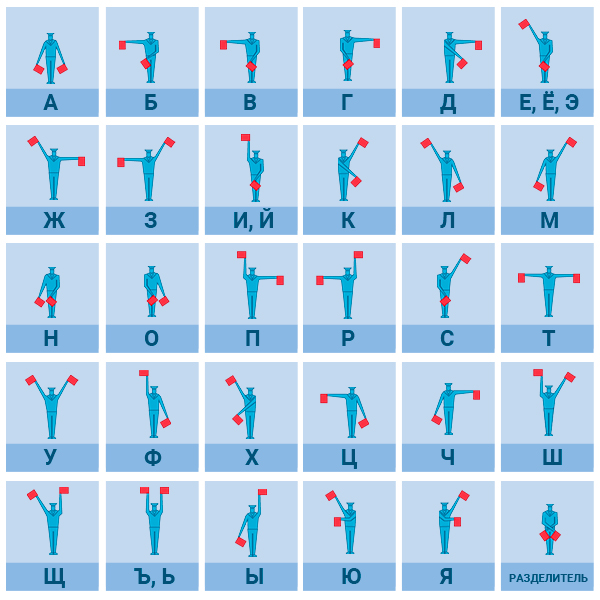 А Б В Г Д Е, Ё, Э
Ж З И, Й К Л М
Н О П Р С Т
У Ф Х Ц Ч Ш
Щ Ъ, Ь Ы Ю Я РАЗДЕЛИТЕЛЬ